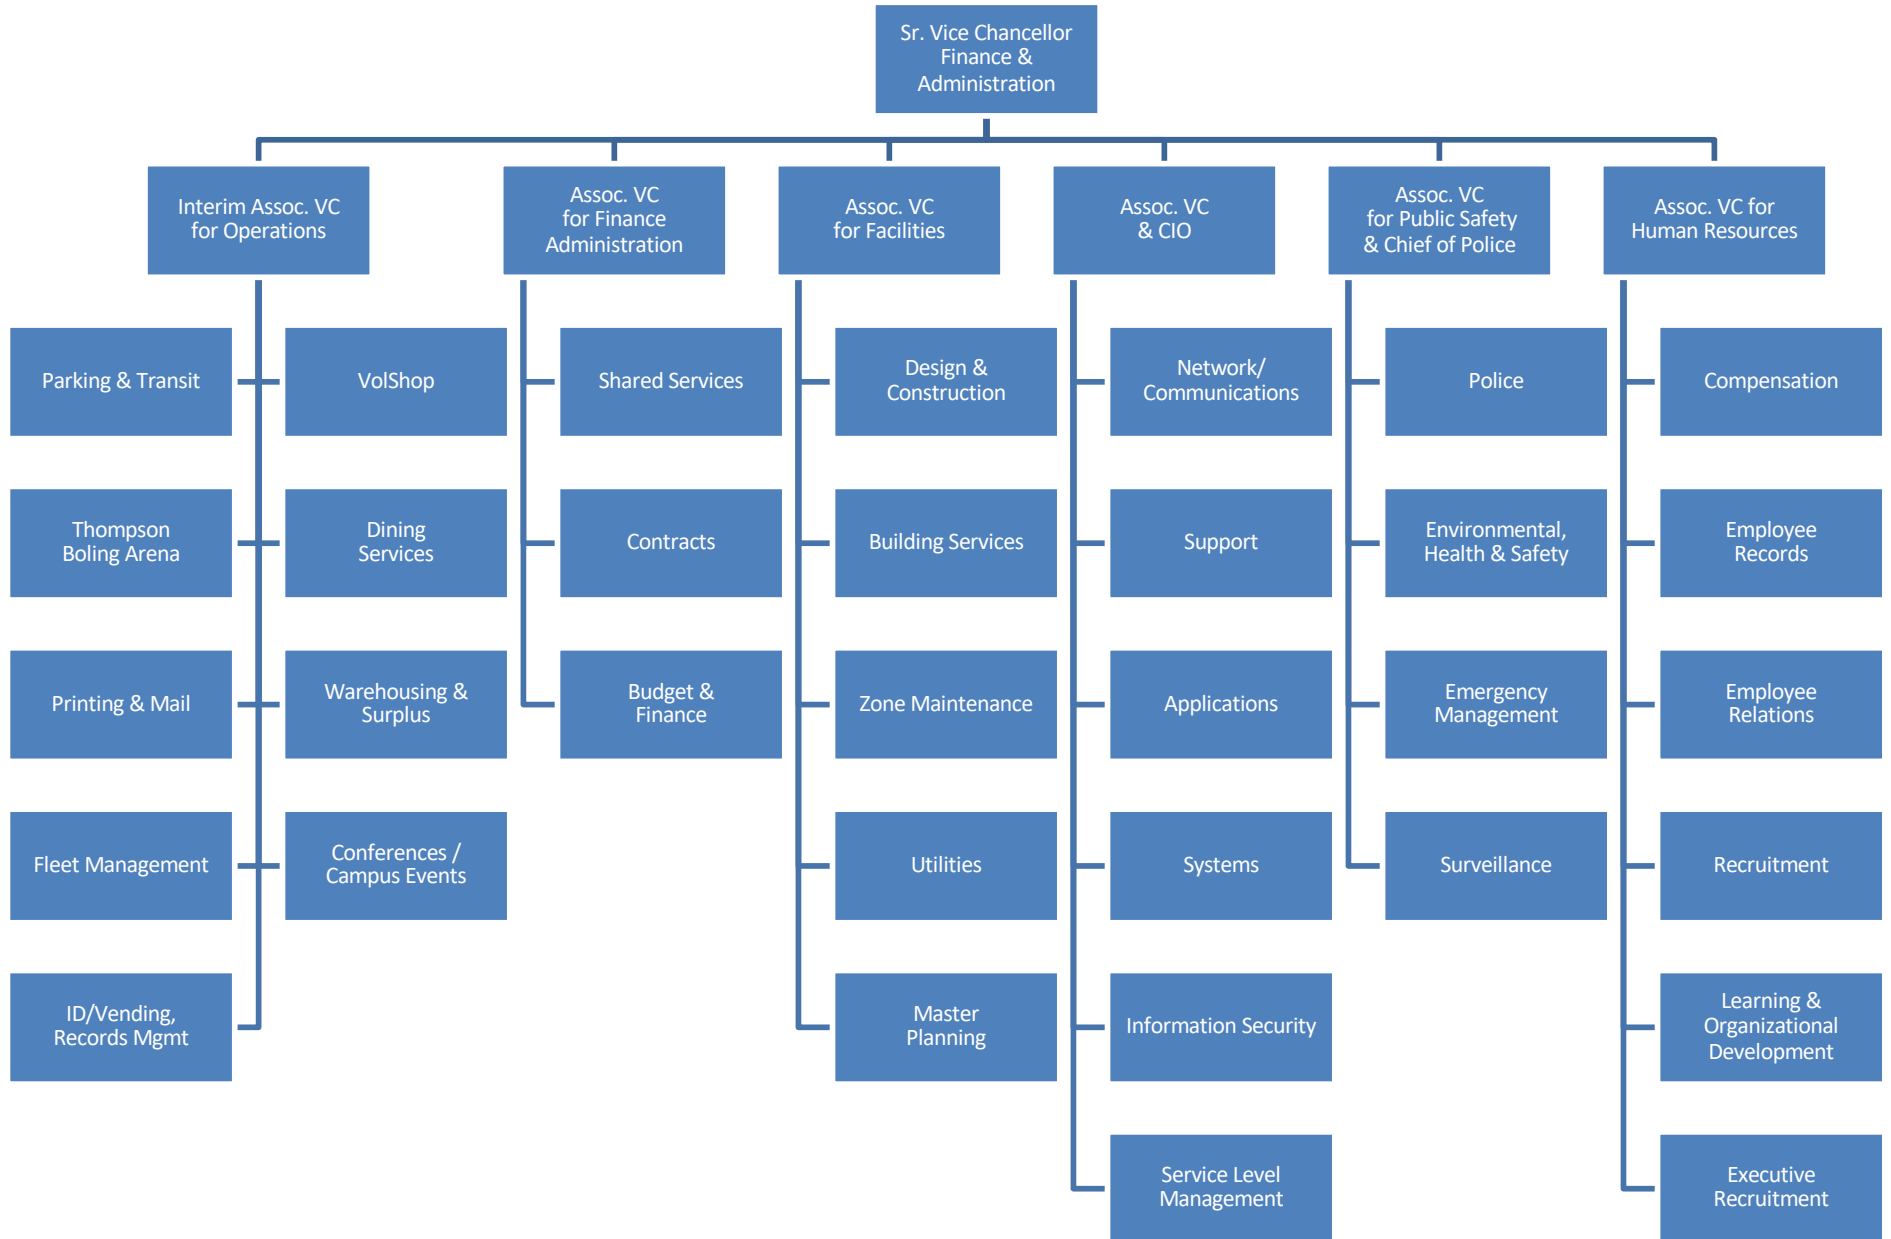 Sr. Vice Chancellor
Finance &
Administration
Interim Assoc. VC
for Operations
Assoc. VC
for Finance
Administration
Assoc. VC
for Facilities
Assoc. VC
& CIO
Assoc. VC
for Public Safety
& Chief of Police
Assoc. VC for
Human Resources
Parking & Transit
VolShop
Shared Services
Design &
Construction
Network/
Communications
Police
Compensation
Thompson
Boling Arena
Dining
Services
Contracts
Building Services
Support
Environmental,
Health & Safety
Employee
Records
Printing & Mail
Warehousing &
Surplus
Budget &
Finance
Zone Maintenance
Applications
Emergency
Management
Employee
Relations
Fleet Management
Conferences /
Campus Events
Utilities
Systems
Surveillance
Recruitment
ID/Vending,
Records Mgmt
Master
Planning
Information Security
Learning &
Organizational
Development
Service Level
Management
Executive
Recruitment